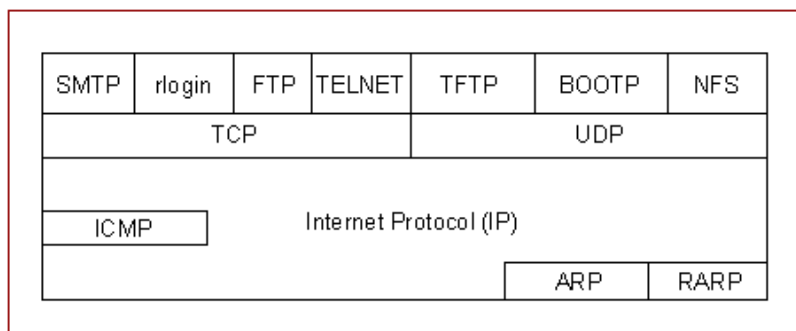 SMTP rlogin FTP TELNET TFTP BOOTP NFS
TCP UDP
ICMP Internet Protocol (IP)
ARP RARP